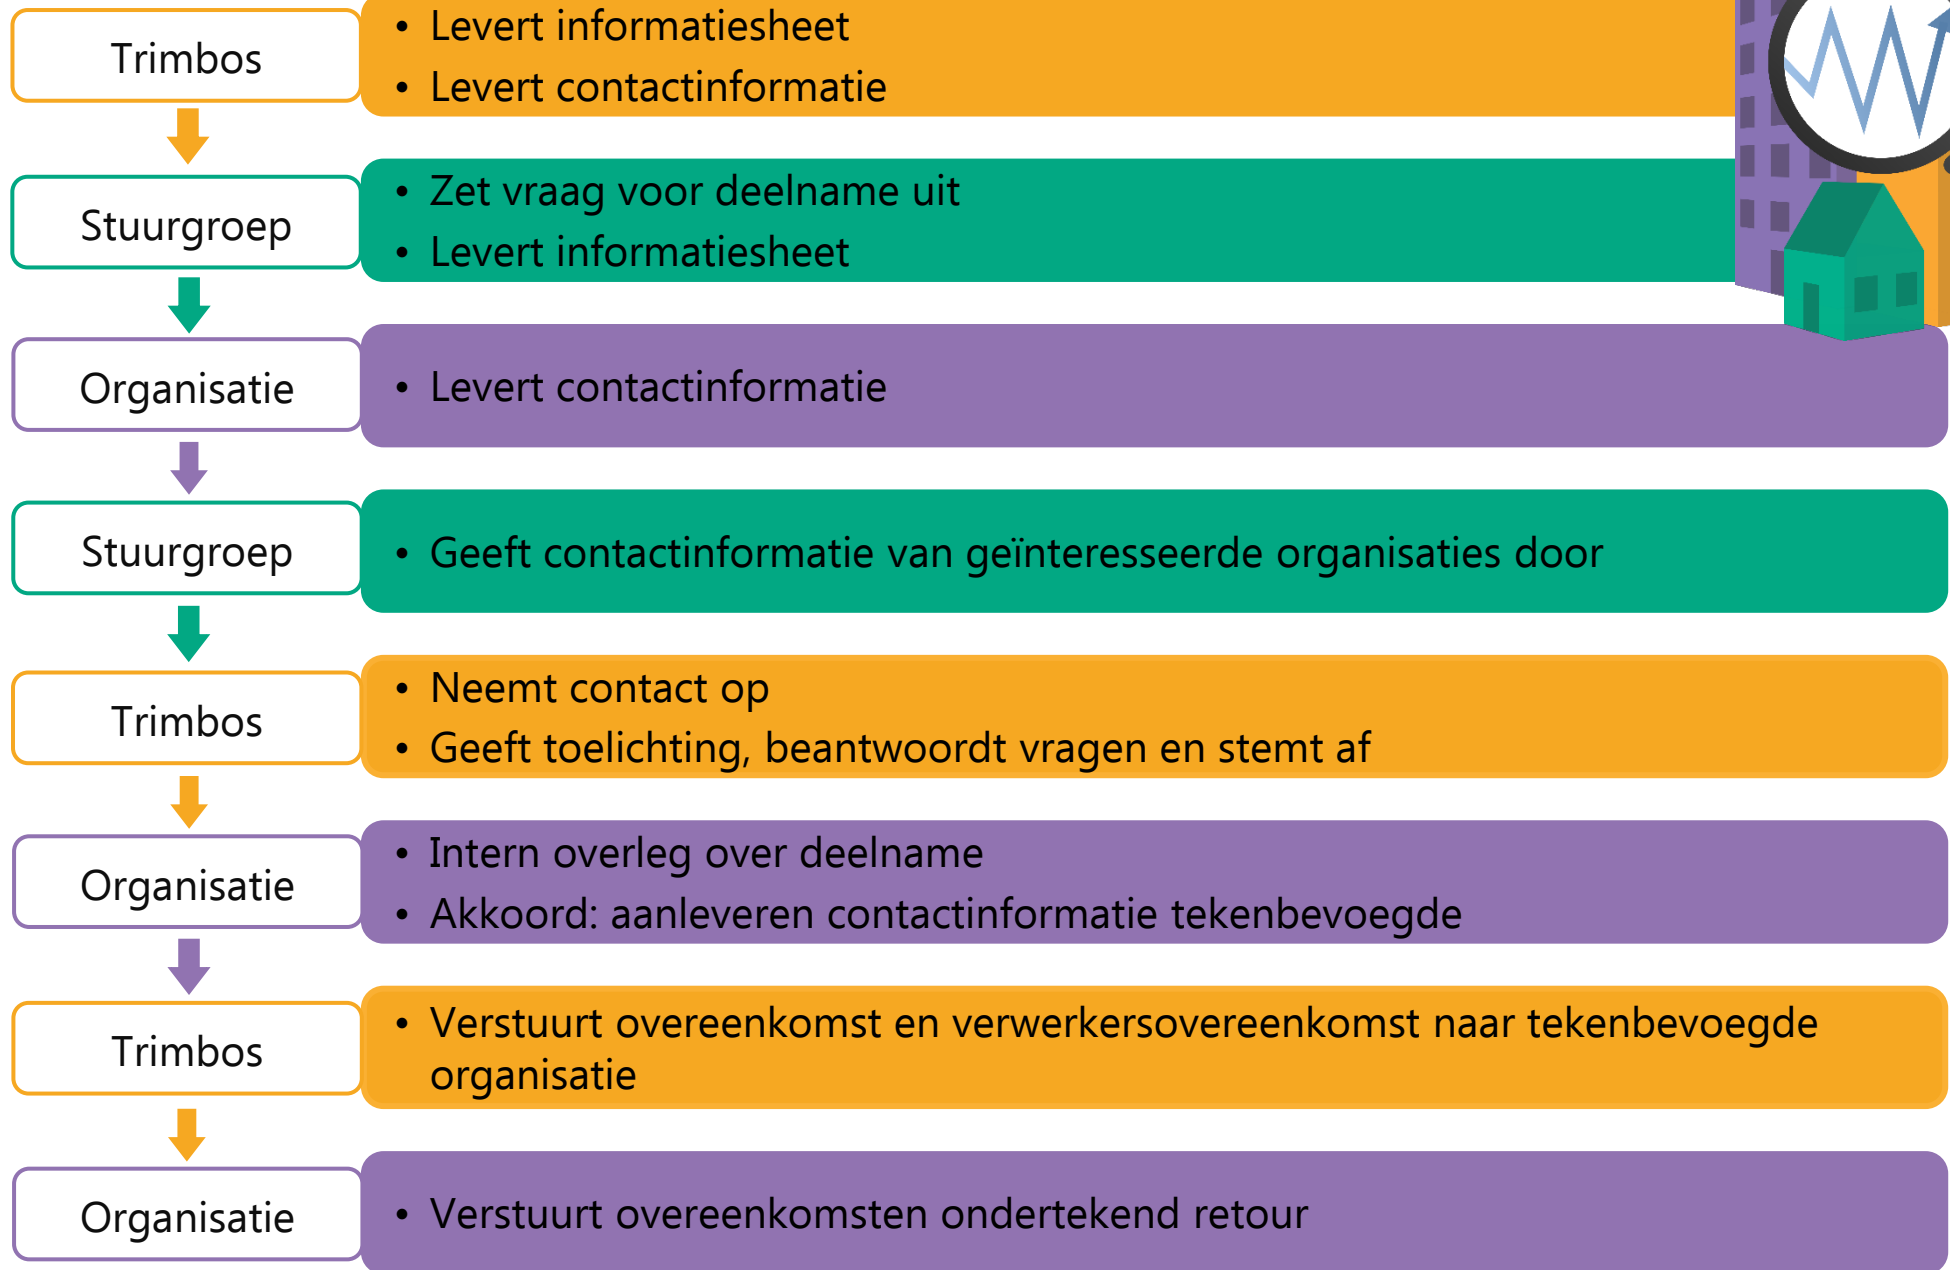 Trimbos
• Levert informatiesheet
• Levert contactinformatie
Stuurgroep
• Zet vraag voor deelname uit
• Levert informatiesheet
Organisatie
• Levert contactinformatie
Stuurgroep
• Geeft contactinformatie van geïnteresseerde organisaties door
Trimbos
• Neemt contact op
• Geeft toelichting, beantwoordt vragen en stemt af
Organisatie
• Intern overleg over deelname
• Akkoord: aanleveren contactinformatie tekenbevoegde
Trimbos
• Verstuurt overeenkomst en verwerkersovereenkomst naar tekenbevoegde
organisatie
Organisatie
• Verstuurt overeenkomsten ondertekend retour